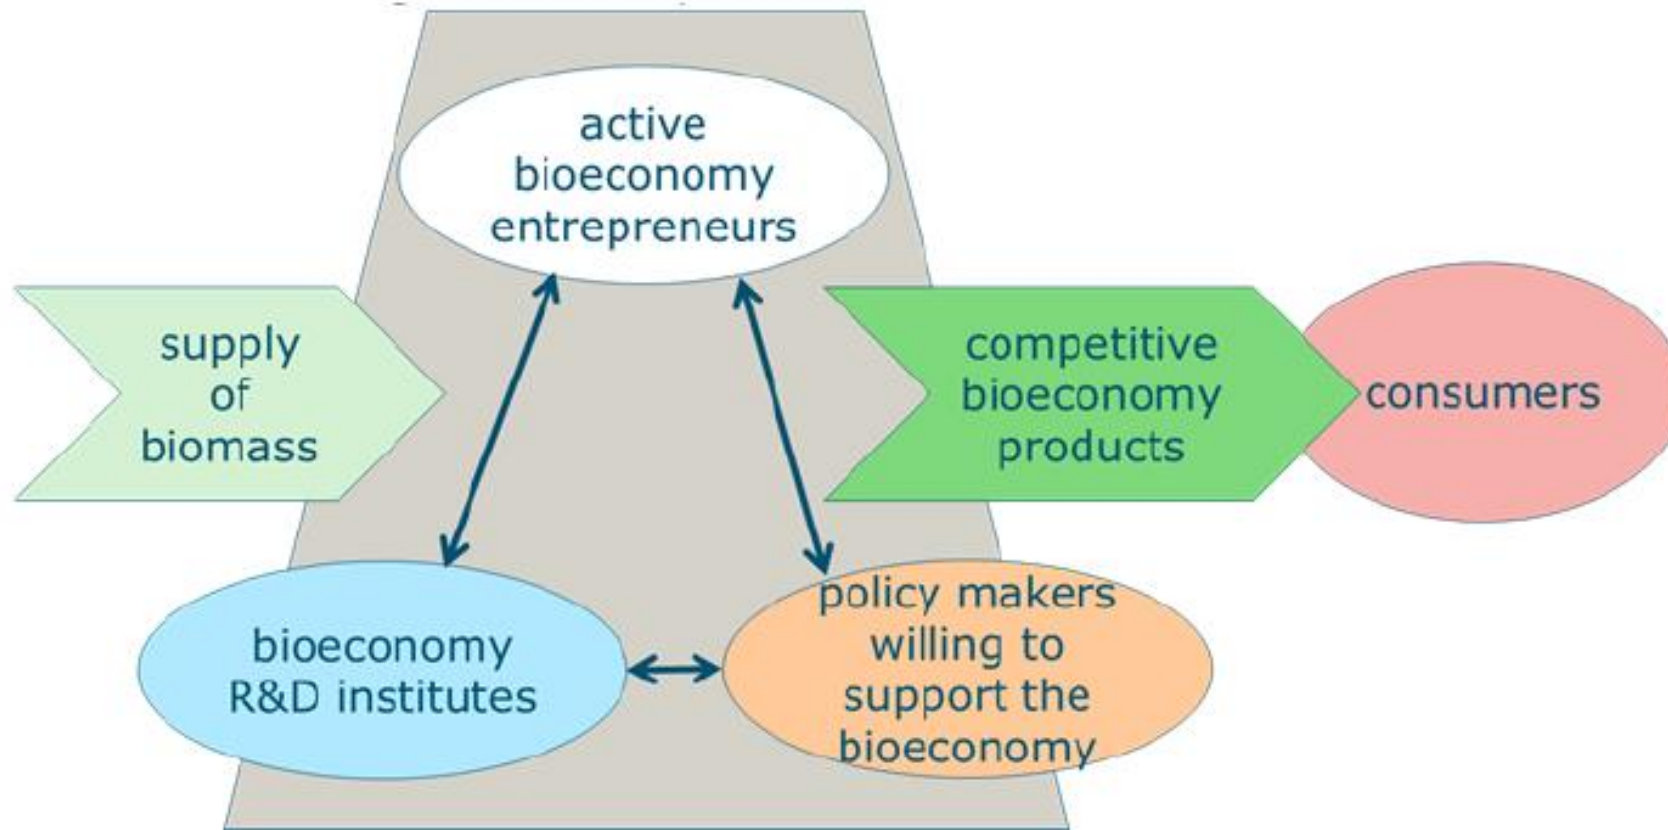 active
bioeconomy
entrepreneurs
supply
of
biomass
competitive
bioeconomy
products
consumers
bioeconomy
R&D institutes
policy makers
willing to
support the
bioeconomy